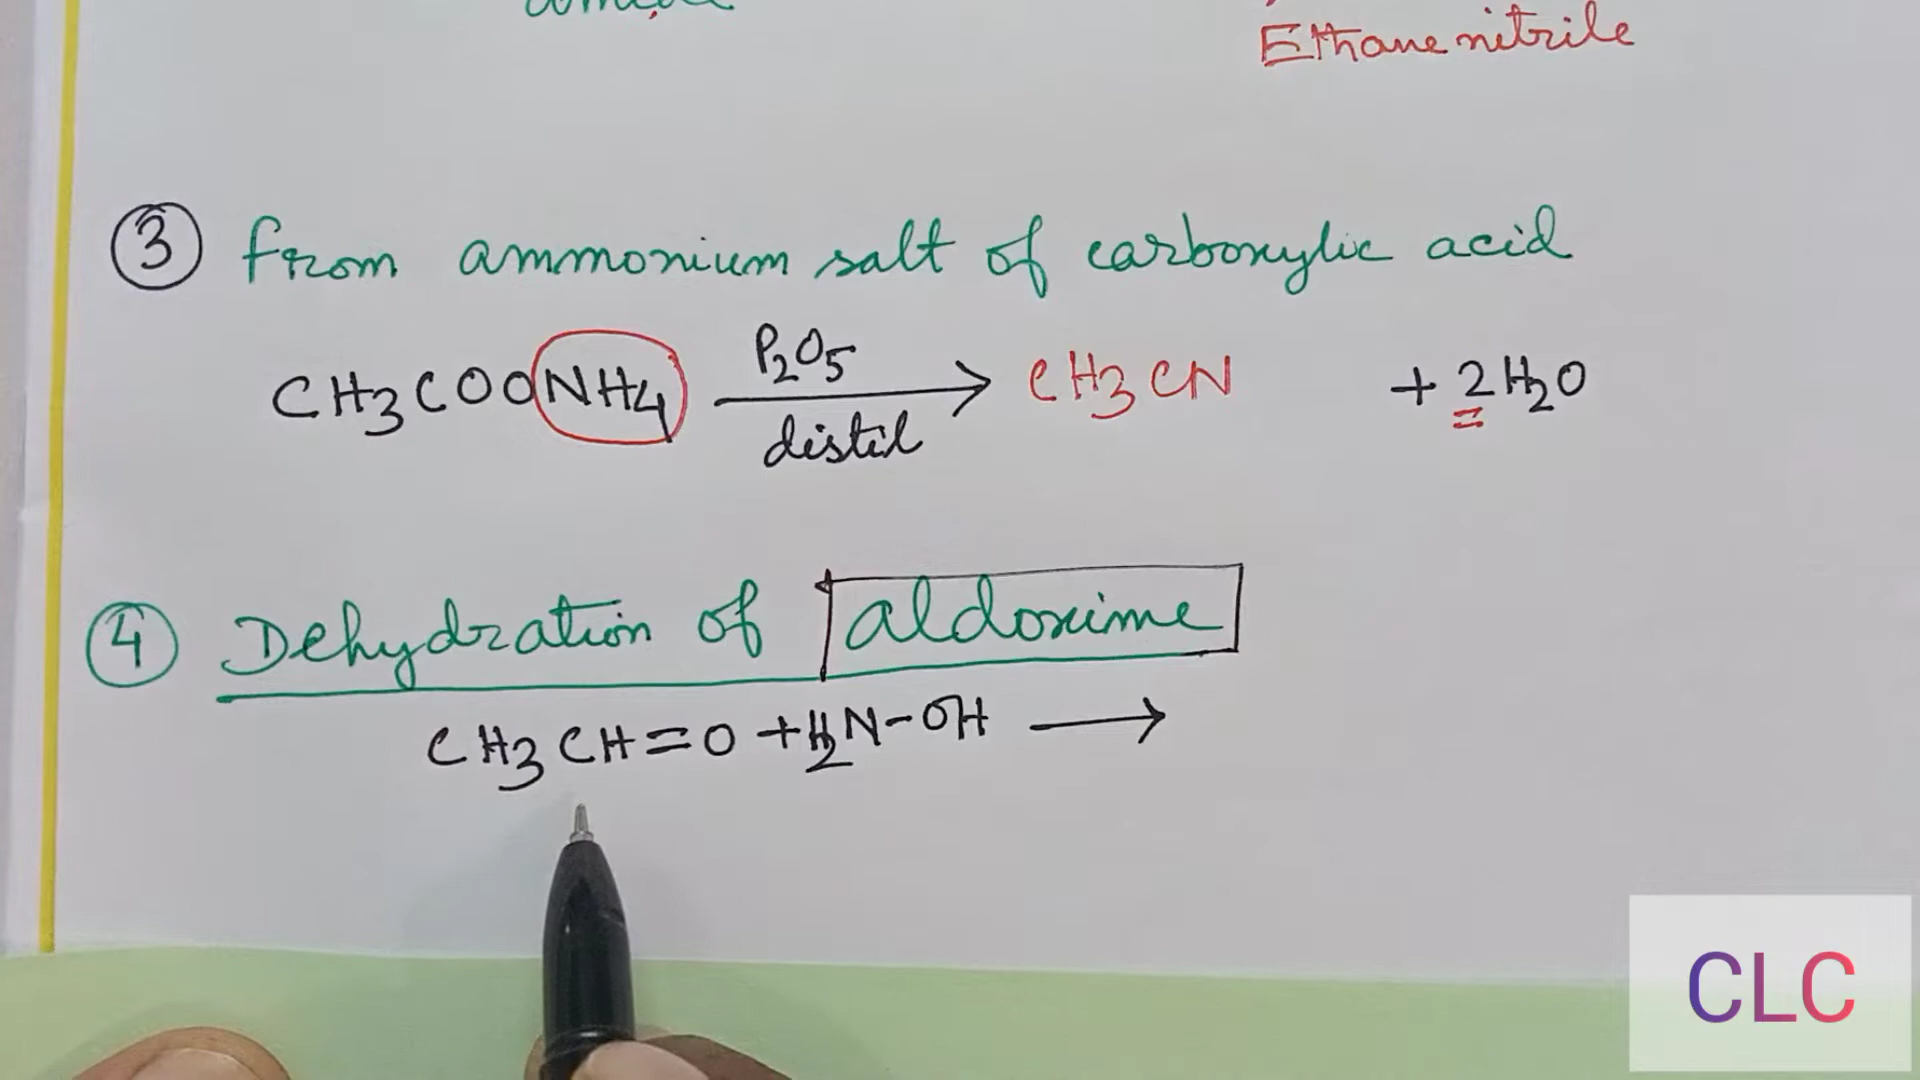 Ethane nitrile
③ From ammonium salt of carboxylic acid
CH3COONH4 P2O5 distil → CH3CN + 2H2O
④ Dehydration of aldoxime
CH3CH=O + H2N-OH →
CLC